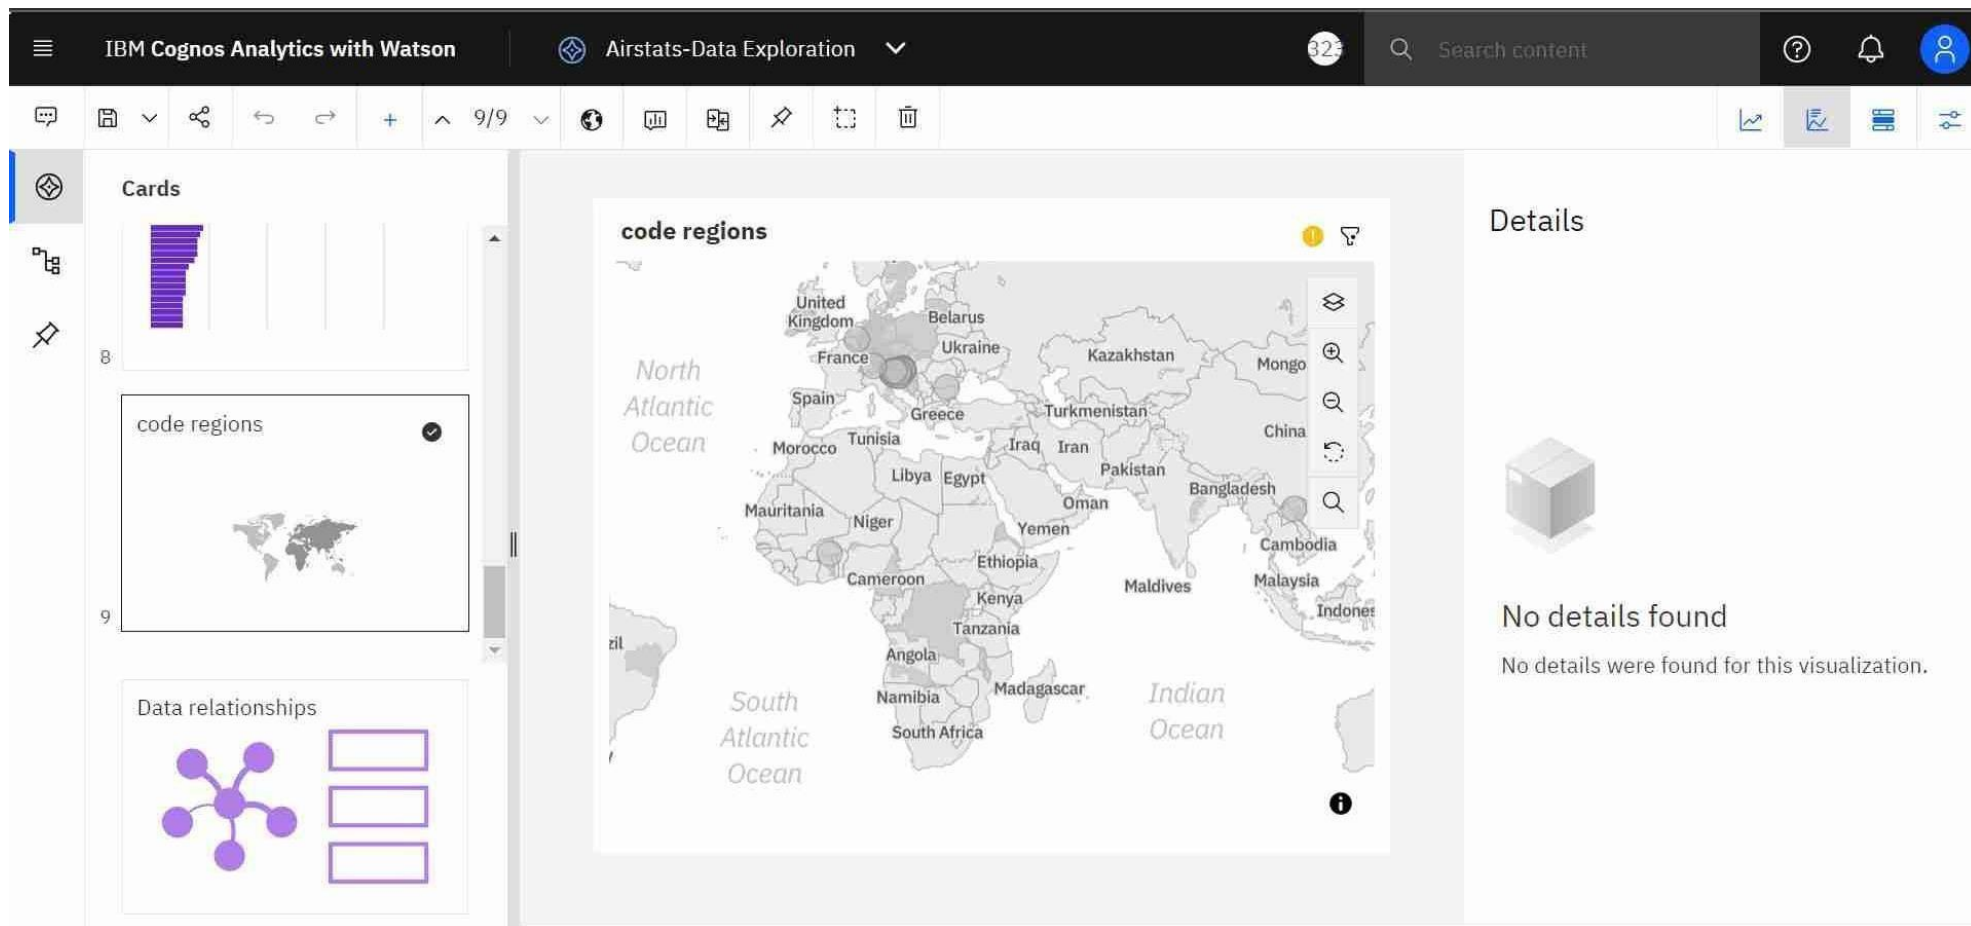 IBM Cognos Analytics with Watson
Airstats-Data Exploration
323
Search content
9/9
Cards
8
code regions
9
Data relationships
code regions
United
Kingdom
Belarus
Ukraine
France
Kazakhstan
Mongo
North
Atlantic
Ocean
Spain
Greece
Turkmenistan
China
Morocco
Tunisia
Iraq
Iran
Pakistan
Libya
Egypt
Bangladesh
Mauritania
Niger
Oman
Yemen
Cambodia
Ethiopia
Cameroon
Maldives
Malaysia
Kenya
Indones
Tanzania
zil
Angola
Namibia
Madagascar
South Africa
South
Atlantic
Ocean
Indian
Ocean
Details
No details found
No details were found for this visualization.